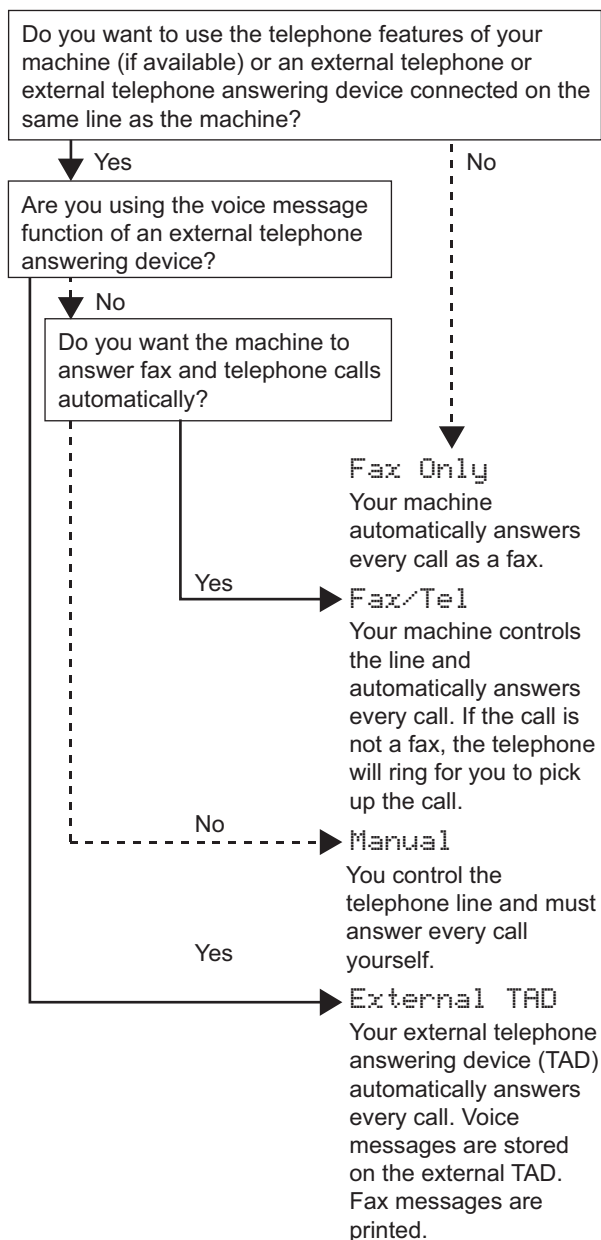 Do you want to use the telephone features of your
machine (if available) or an external telephone or
external telephone answering device connected on the
same line as the machine?
Yes
No
Are you using the voice message
function of an external telephone
answering device?
No
Do you want the machine to
answer fax and telephone calls
automatically?
Fax Only
Your machine
automatically answers
every call as a fax.
Yes
Fax/Tel
Your machine controls
the line and
automatically answers
every call. If the call is
not a fax, the telephone
will ring for you to pick
up the call.
No
Manual
You control the
telephone line and must
answer every call
yourself.
Yes
External TAD
Your external telephone
answering device (TAD)
automatically answers
every call. Voice
messages are stored
on the external TAD.
Fax messages are
printed.